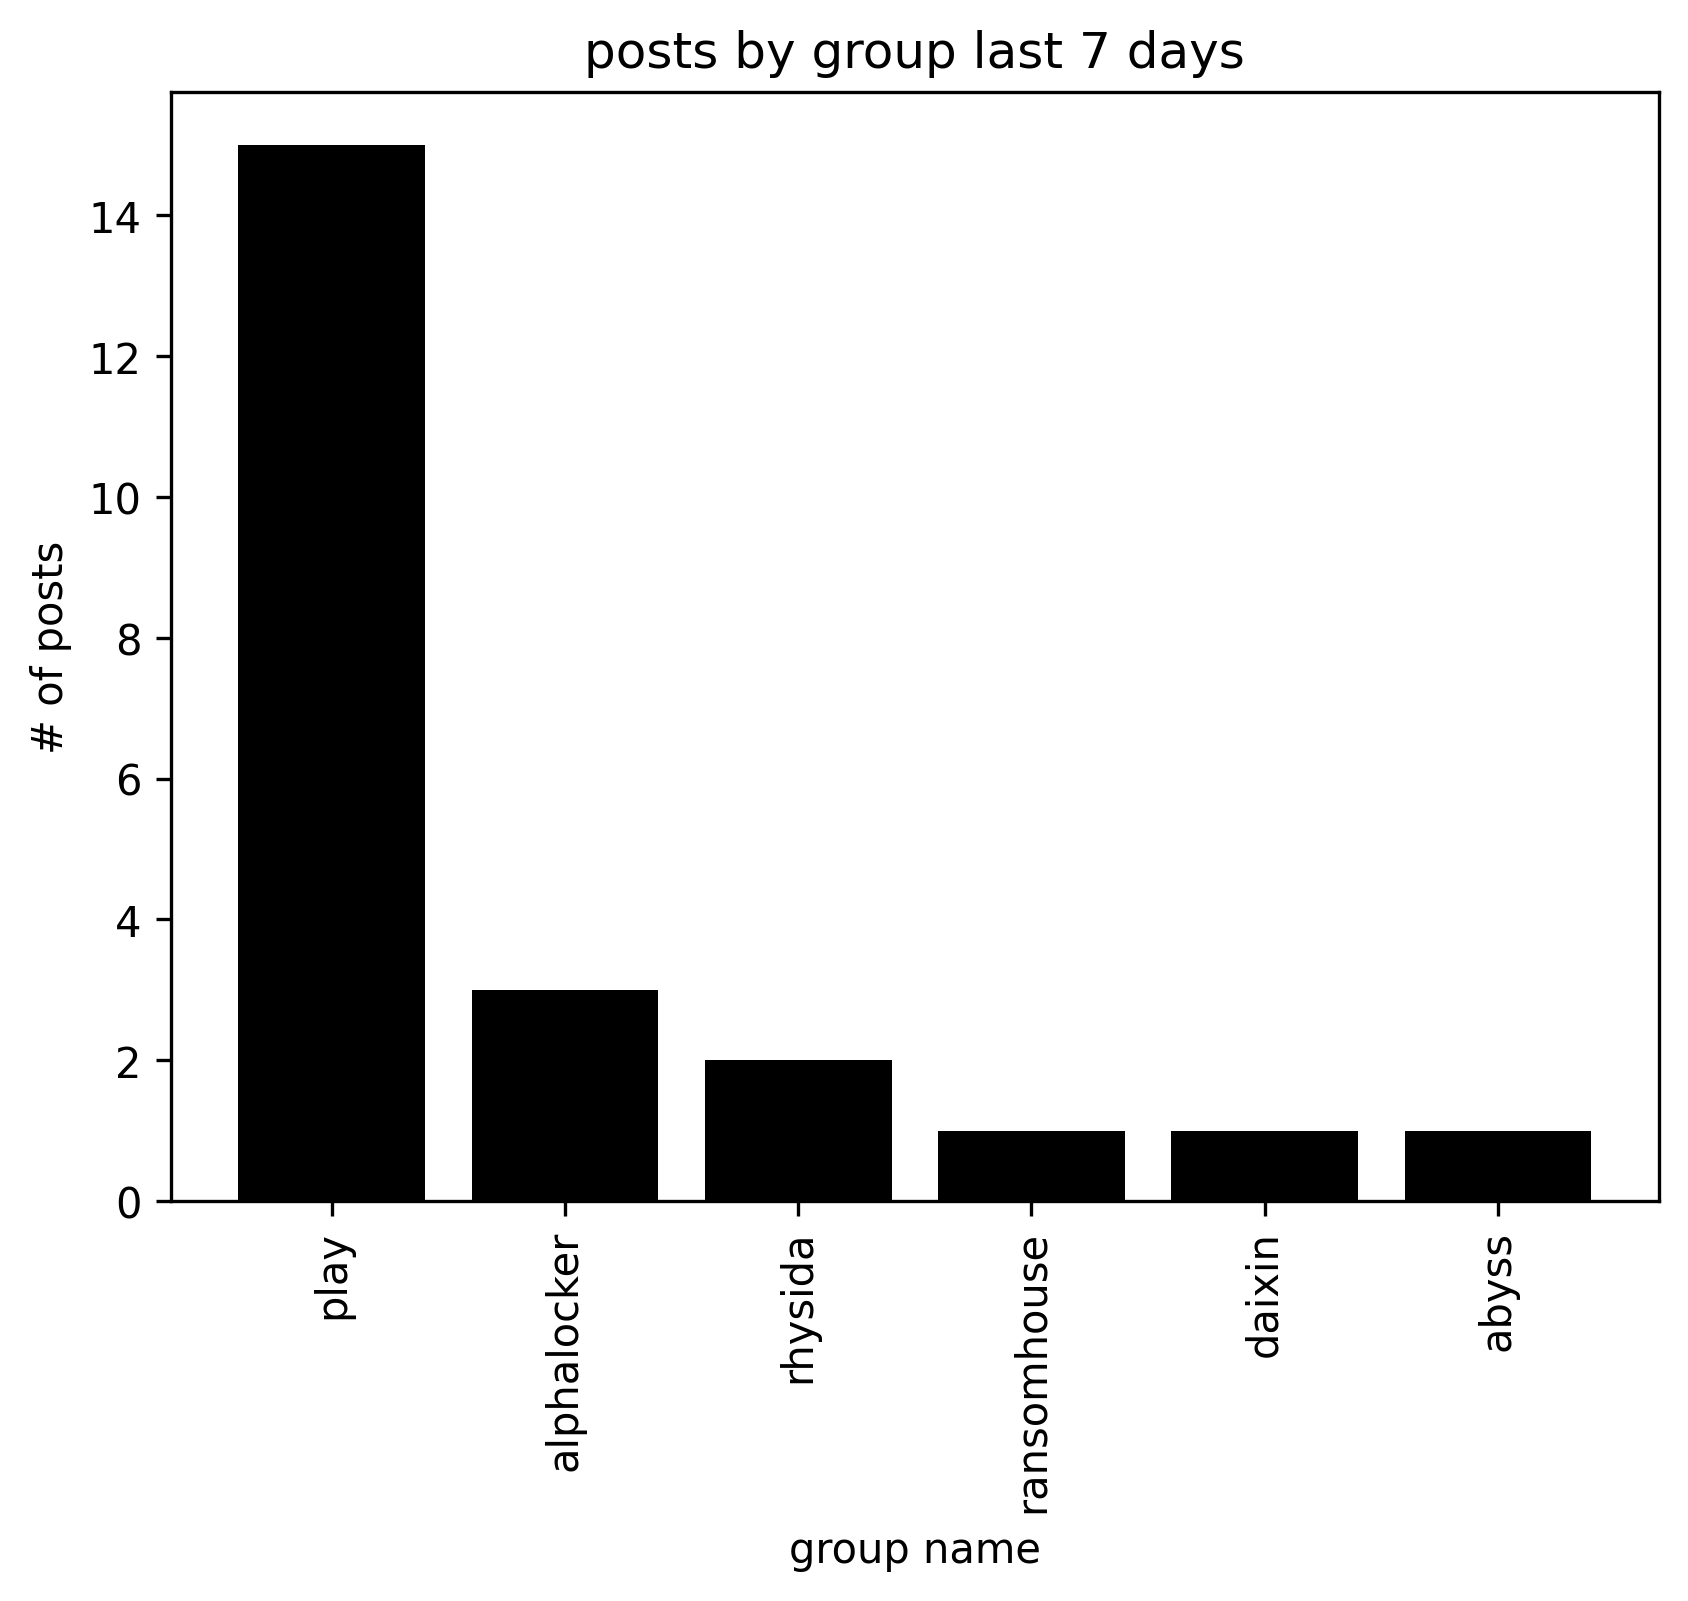 posts by group last 7 days
# of posts
14
12
10
8
6
4
2
0
play
alphalocker
rhysida
ransomhouse
daixin
abyss
group name